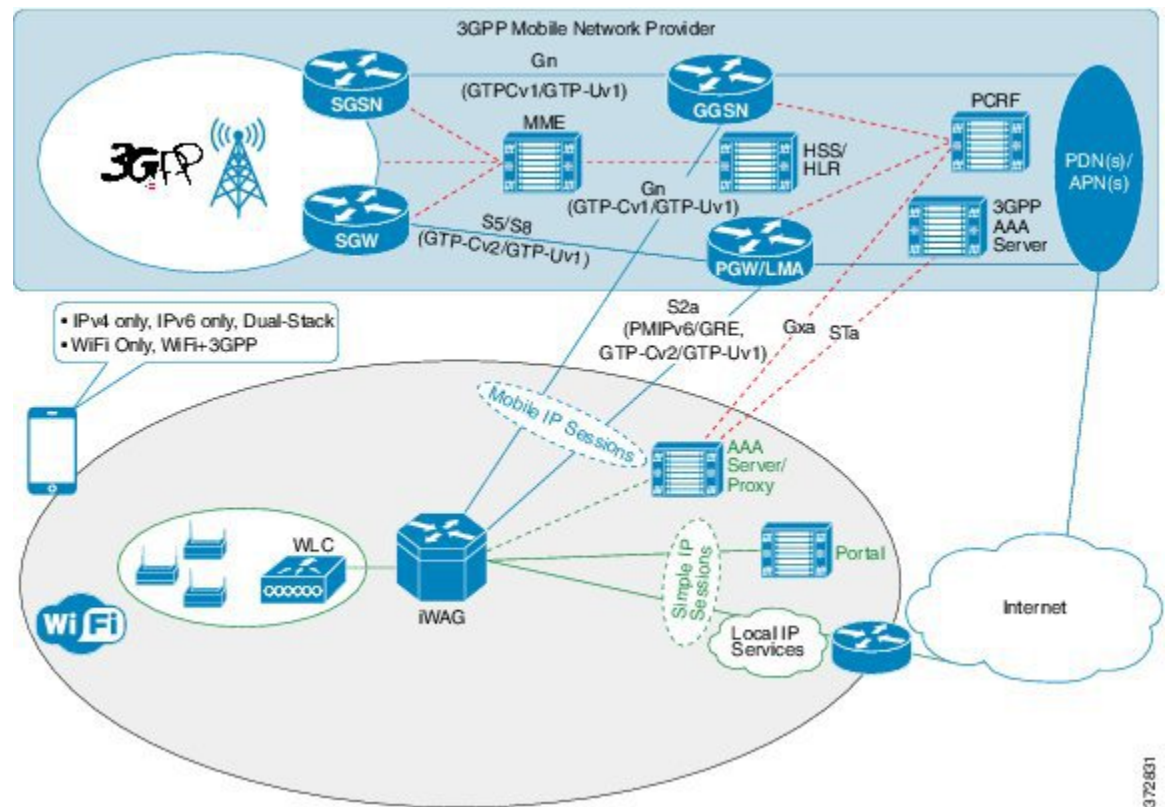 3GPP Mobile Network Provider
Gn
(GTPCv1/GTP-Uv1)
SGSN
GGSN
MME
PCRF
3GPP
HSS/
HLR
PDN(s)/
APN(s)
Gn
(GTP-Cv1/GTP-Uv1)
3GPP
AAA
Server
SGW
S5/S8
(GTP-Cv2/GTP-Uv1)
PGW/LMA
• IPv4 only, IPv6 only, Dual-Stack
• WiFi Only, WiFi+3GPP
S2a
(PMIPv6/GRE,
GTP-Cv2/GTP-Uv1)
Gxa
STa
Mobile IP Sessions
AAA
Server/
Proxy
WLC
iWAG
Simple IP
Sessions
Portal
Wi Fi
Local IP
Services
Internet
372831